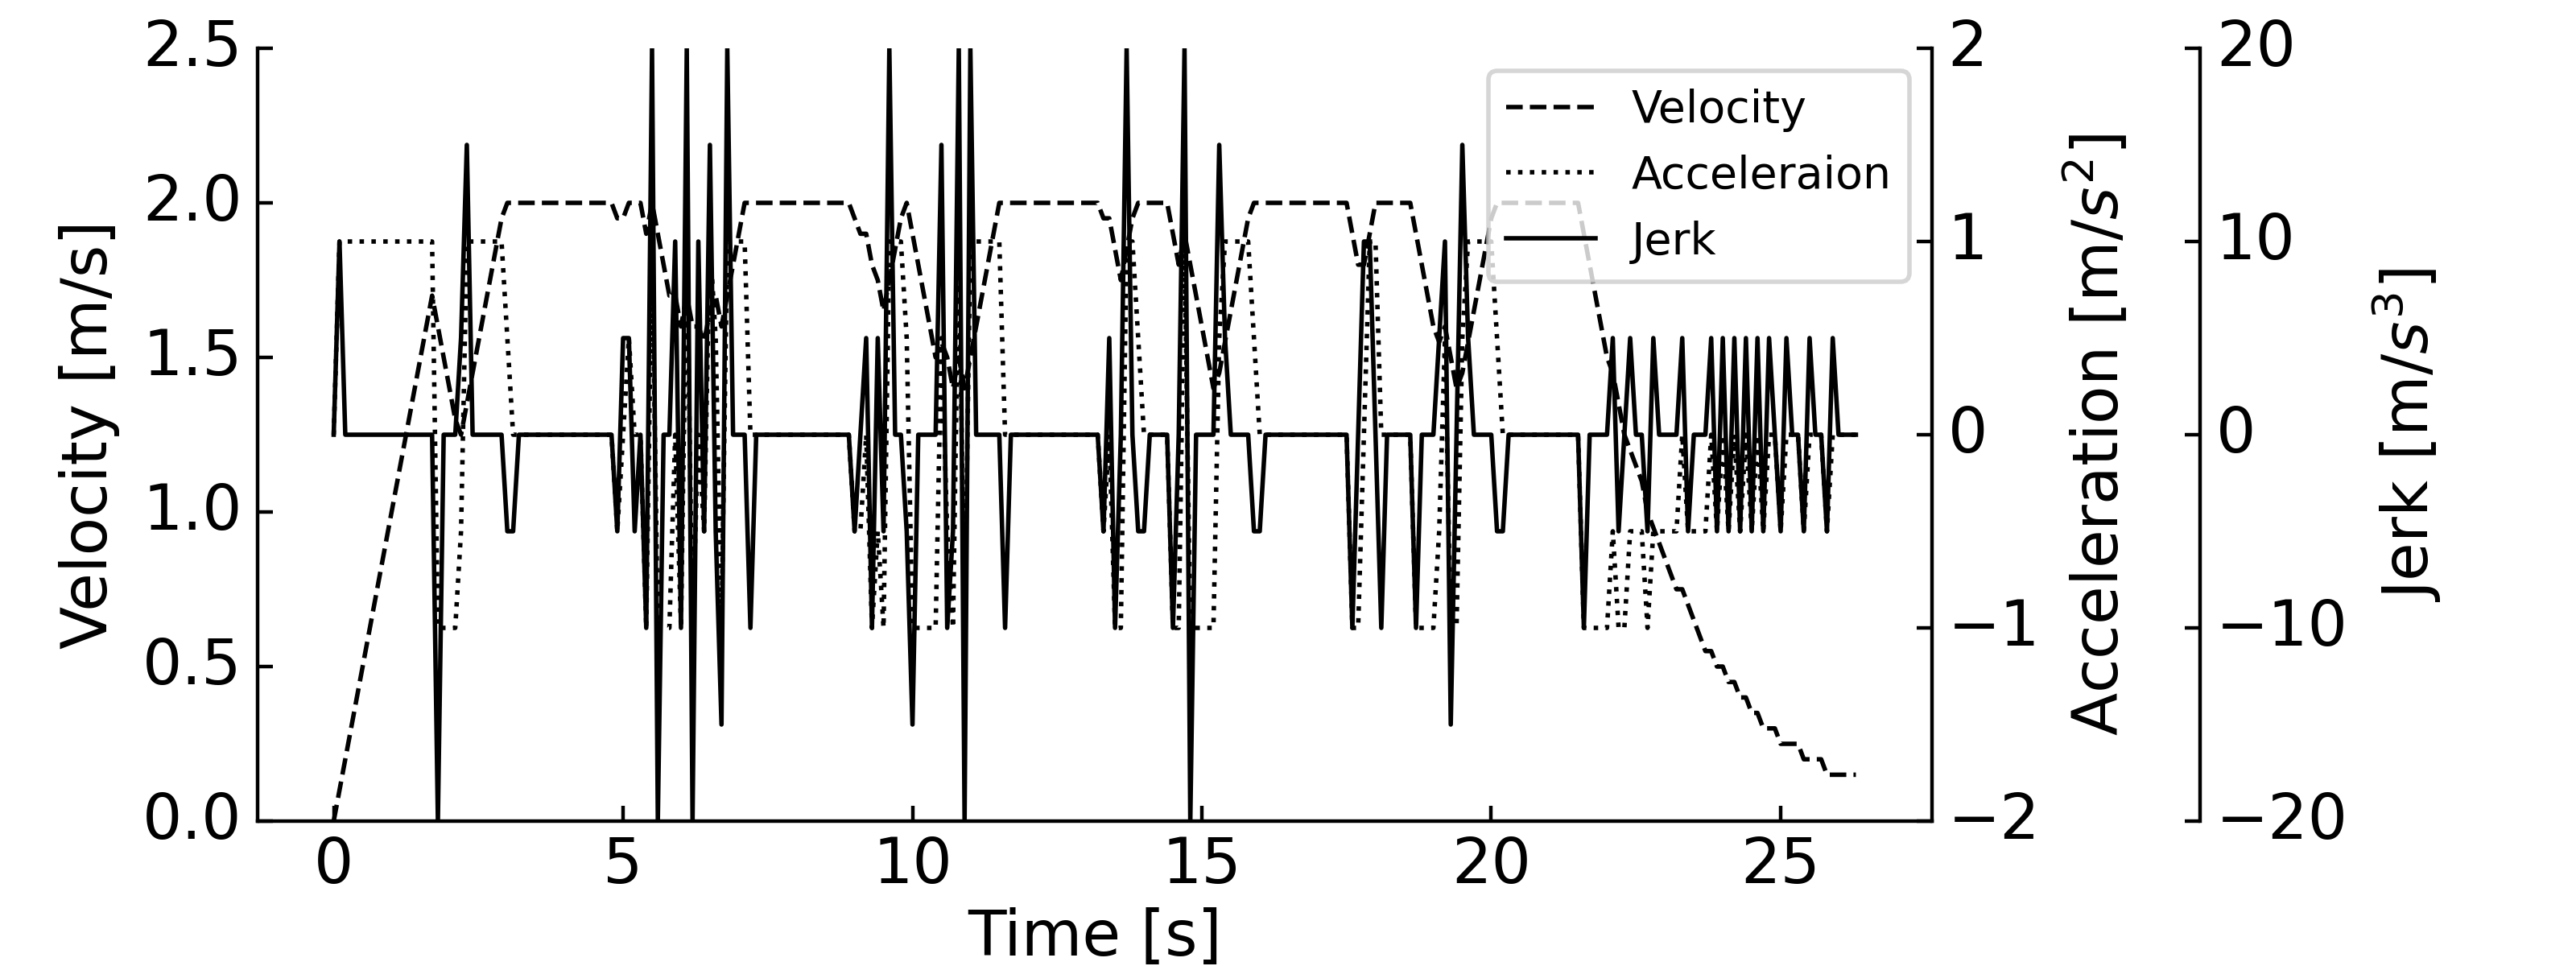 Velocity [m/s]
2.5
2.0
1.5
1.0
0.5
0.0
0 5 10 15 20 25
Time [s]
Velocity
Acceleraion
Jerk
2
1
0
−1
−2
Acceleration [m/s²]
20
10
0
−10
−20
Jerk [m/s³]